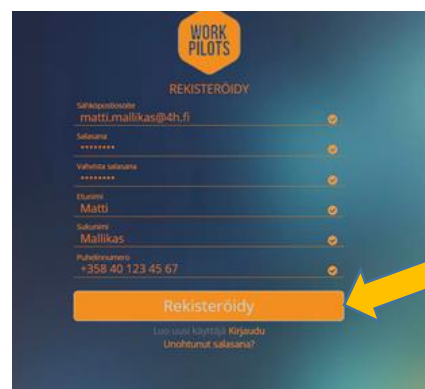 WORK
PILOTS
REKISTERÖIDY
Sähköpostiosoite
matti.mallikas@4h.fi
Salasana
••••••••
Vahvista salasana
••••••••
Etunimi
Matti
Sukunimi
Mallikas
Puhelinnumero
+358 40 123 45 67
Rekisteröidy
Luo uusi käyttäjä Kirjaudu
Unohtunut salasana?